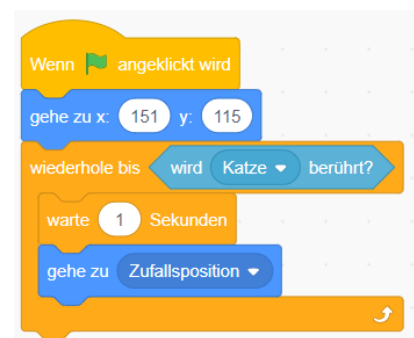 Wenn angeklickt wird
gehe zu x: 151 y: 115
wiederhole bis wird Katze berührt?
warte 1 Sekunden
gehe zu Zufallsposition